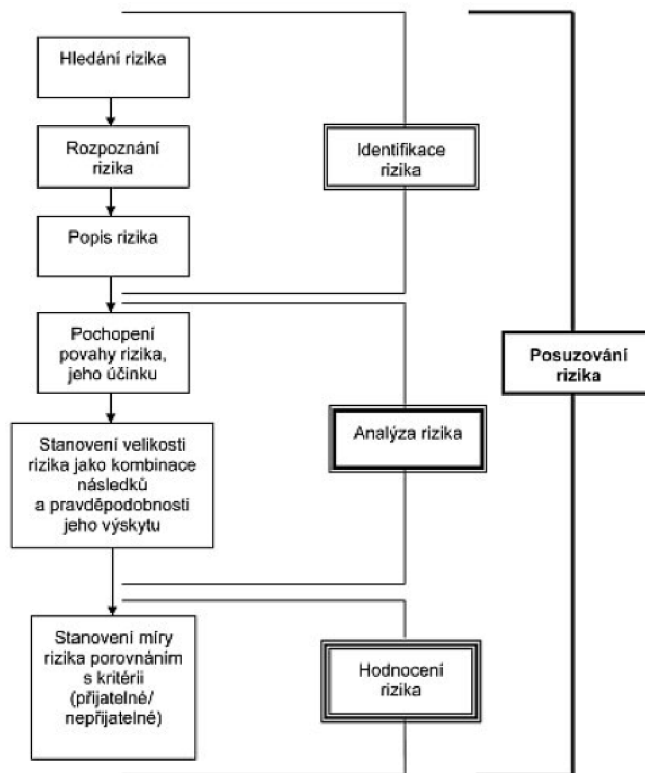 Hledání rizika
Rozpoznání
rizika
Identifikace
rizika
Popis rizika
Pochopení
povahy rizika,
jeho účinku
Posuzování
rizika
Stanovení velikosti
rizika jako kombinace
následků
a pravděpodobnosti
jeho výskytu
Analýza rizika
Stanovení míry
rizika porovnáním
s kritérii
(přijatelné/
nepřijatelné)
Hodnocení
rizika